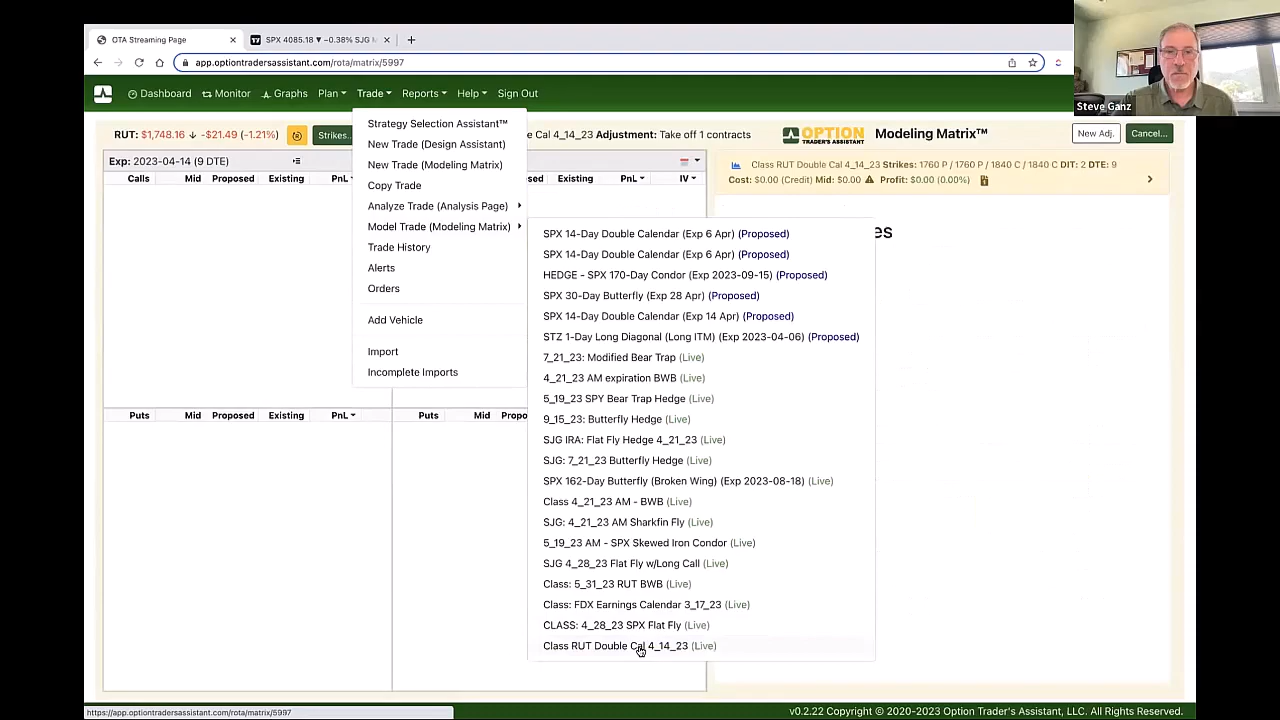 OTA Streaming Page
SPX 4085.18 ▼ −0.38% SJG
app.optiontradersassistant.com/rota/matrix/5997
Steve Ganz
Dashboard Monitor Graphs Plan Trade Reports Help Sign Out
RUT: $1,748.16 ↓ -$21.49 (-1.21%) Strikes..
e Cal 4_14_23 Adjustment: Take off 1 contracts
OPTION
TRADER'S ASSISTANT
Modeling Matrix™
New Adj.
Cancel...
Strategy Selection Assistant™
New Trade (Design Assistant)
New Trade (Modeling Matrix)
Copy Trade
Analyze Trade (Analysis Page)
Model Trade (Modeling Matrix)
Trade History
Alerts
Orders
Add Vehicle
Import
Incomplete Imports
Exp: 2023-04-14 (9 DTE)
Calls Mid Proposed Existing PnL
sed Existing PnL IV
Class RUT Double Cal 4_14_23 Strikes: 1760 P / 1760 P / 1840 C / 1840 C DIT: 2 DTE: 9
Cost: $0.00 (Credit) Mid: $0.00 Profit: $0.00 (0.00%)
es
SPX 14-Day Double Calendar (Exp 6 Apr) (Proposed)
SPX 14-Day Double Calendar (Exp 6 Apr) (Proposed)
HEDGE - SPX 170-Day Condor (Exp 2023-09-15) (Proposed)
SPX 30-Day Butterfly (Exp 28 Apr) (Proposed)
SPX 14-Day Double Calendar (Exp 14 Apr) (Proposed)
STZ 1-Day Long Diagonal (Long ITM) (Exp 2023-04-06) (Proposed)
7_21_23: Modified Bear Trap (Live)
4_21_23 AM expiration BWB (Live)
5_19_23 SPY Bear Trap Hedge (Live)
9_15_23: Butterfly Hedge (Live)
SJG IRA: Flat Fly Hedge 4_21_23 (Live)
SJG: 7_21_23 Butterfly Hedge (Live)
SPX 162-Day Butterfly (Broken Wing) (Exp 2023-08-18) (Live)
Class 4_21_23 AM - BWB (Live)
SJG: 4_21_23 AM Sharkfin Fly (Live)
5_19_23 AM - SPX Skewed Iron Condor (Live)
SJG 4_28_23 Flat Fly w/Long Call (Live)
Class: 5_31_23 RUT BWB (Live)
Class: FDX Earnings Calendar 3_17_23 (Live)
CLASS: 4_28_23 SPX Flat Fly (Live)
Class RUT Double Cal 4_14_23 (Live)
Puts Mid Proposed Existing PnL
Puts Mid Propo
https://app.optiontradersassistant.com/rota/matrix/5997
v0.2.22 Copyright © 2020-2023 Option Trader's Assistant, LLC. All Rights Reserved.